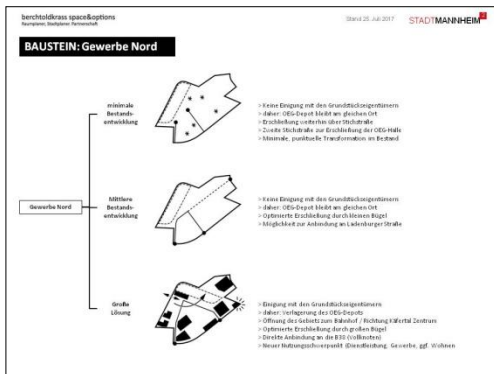 berchtoldkrass space&options
Raumplaner, Stadtplaner. Partnerschaft
Stand 25. Juli 2017
STADTMANNHEIM²
BAUSTEIN: Gewerbe Nord
minimale
Bestands-
entwicklung
> Keine Einigung mit den Grundstückseigentümern
> daher: OEG-Depot bleibt am gleichen Ort
> Erschließung weiterhin über Stichstraße
> Zweite Stichstraße zur Erschließung der OEG-Halle
> Minimale, punktuelle Transformation im Bestand
Gewerbe Nord
Mittlere
Bestands-
entwicklung
> Keine Einigung mit den Grundstückseigentümern
> daher: OEG-Depot bleibt am gleichen Ort
> Optimierte Erschließung durch kleinen Bügel
> Möglichkeit zur Anbindung an Ladenburger Straße
Große
Lösung
> Einigung mit den Grundstückseigentümern
> daher: Verlagerung des OEG-Depots
> Öffnung des Gebiets zum Bahnhof / Richtung Käfertal Zentrum
> Optimierte Erschließung durch großen Bügel
> Direkte Anbindung an die B38 (Vollknoten)
> Neuer Nutzungsschwerpunkt (Dienstleistung, Gewerbe, ggf. Wohnen